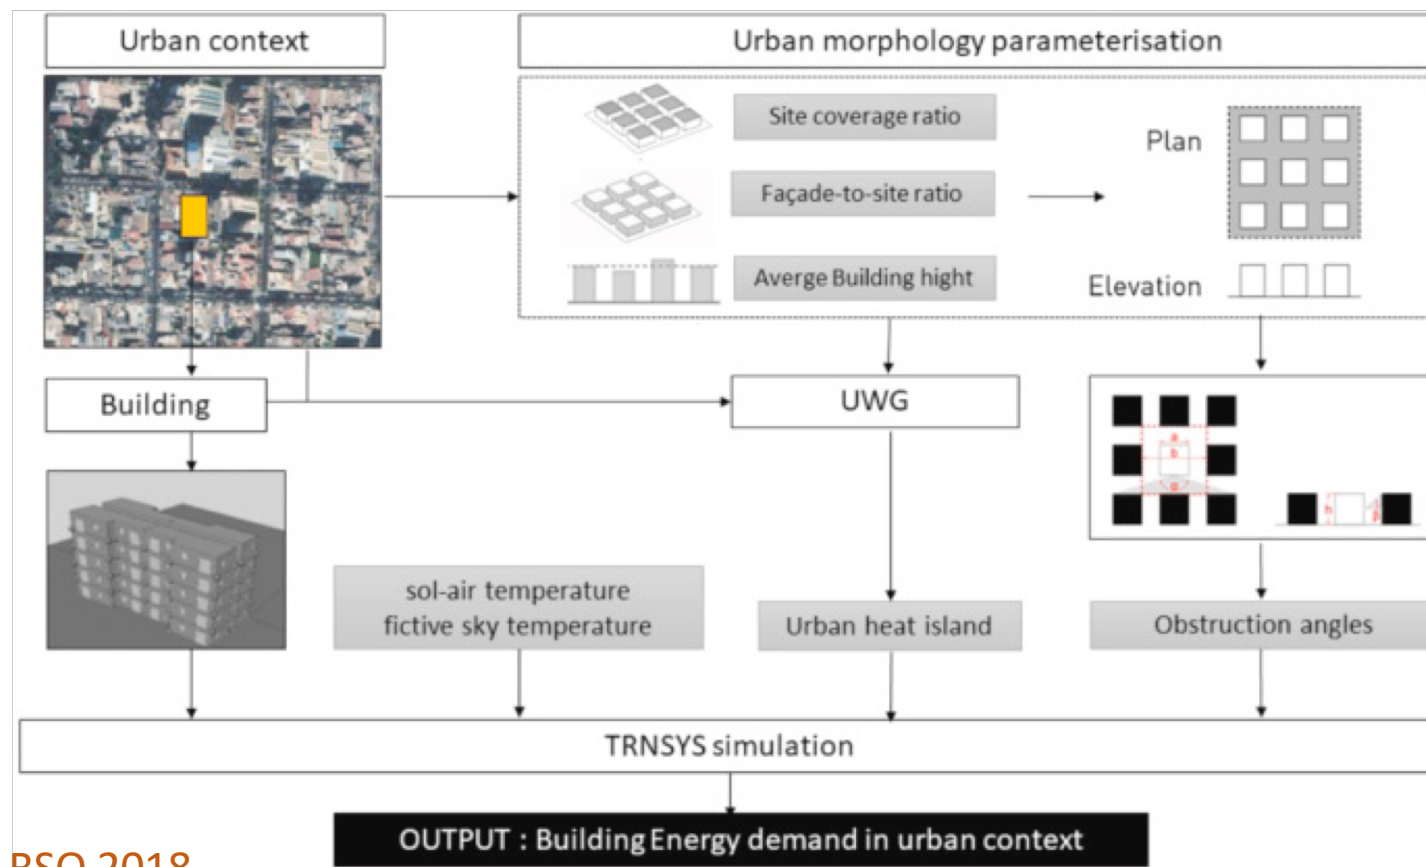 Urban context
Urban morphology parameterisation
Site coverage ratio
Plan
Façade-to-site ratio
Averge Building hight
Elevation
Building
UWG
a
b
α
h
sol-air temperature
fictive sky temperature
Urban heat island
Obstruction angles
TRNSYS simulation
OUTPUT : Building Energy demand in urban context
BSO 2018